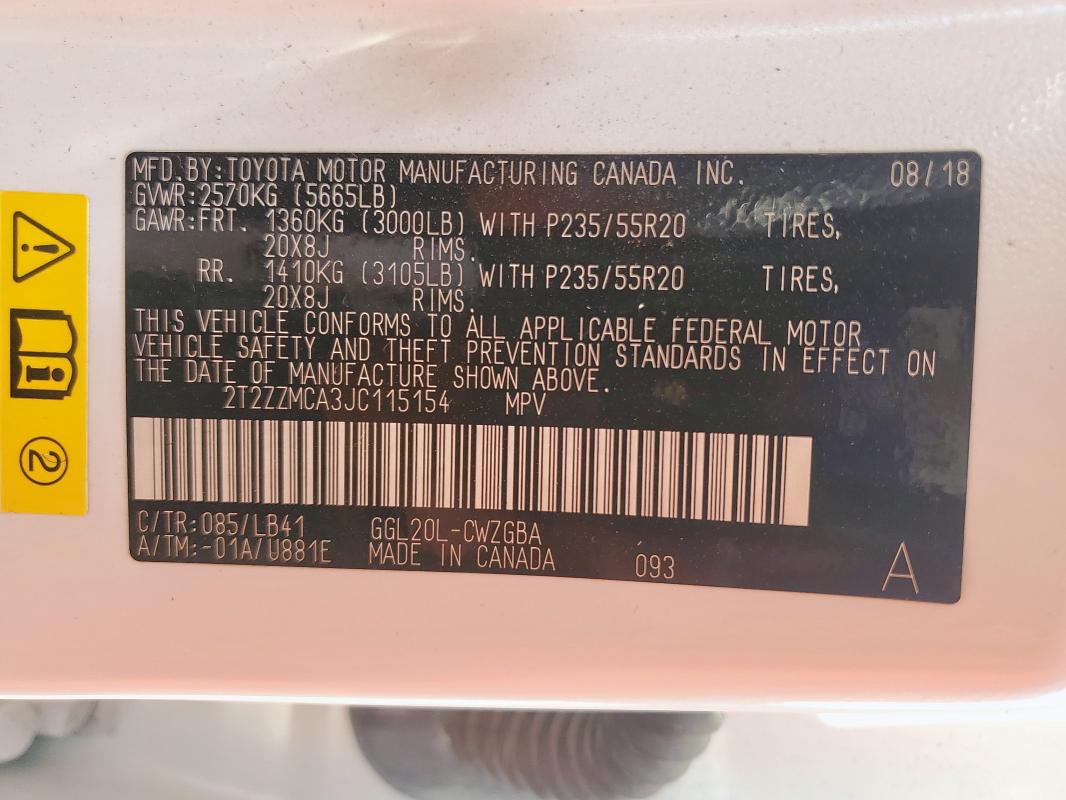 MFD.BY:TOYOTA MOTOR MANUFACTURING CANADA INC. 08/18
GVWR:2570KG (5665LB)
GAWR:FRT. 1360KG (3000LB) WITH P235/55R20 TIRES,
20X8J RIMS.
RR. 1410KG (3105LB) WITH P235/55R20 TIRES,
20X8J RIMS.
THIS VEHICLE CONFORMS TO ALL APPLICABLE FEDERAL MOTOR
VEHICLE SAFETY AND THEFT PREVENTION STANDARDS IN EFFECT ON
THE DATE OF MANUFACTURE SHOWN ABOVE.
2T2ZZMCA3JC115154 MPV
C/TR:085/LB41 GGL20L-CWZGBA
A/TM:-01A/U881E MADE IN CANADA 093 A
2